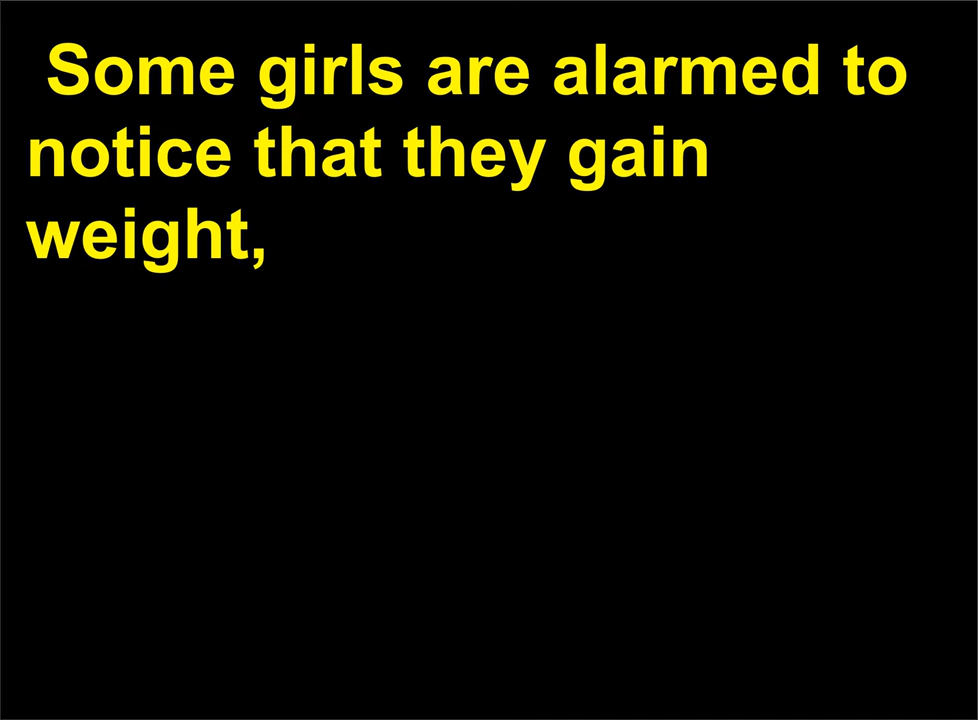 Some girls are alarmed to
notice that they gain
weight,